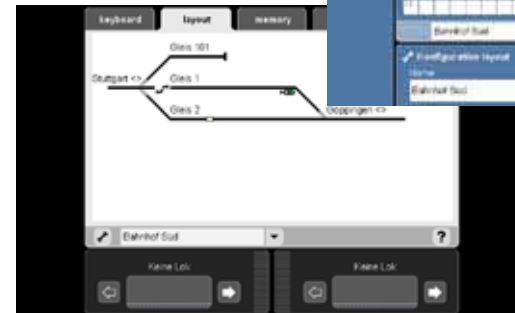 keyboard
layout
memory
Gleis 101
Stuttgart <>
Gleis 1
Gleis 2
Göppingen <>
Bahnhof Süd
?
Keine Lok
Keine Lok
Bahnhof Süd
Konfiguration layout
Name
Bahnhof Süd